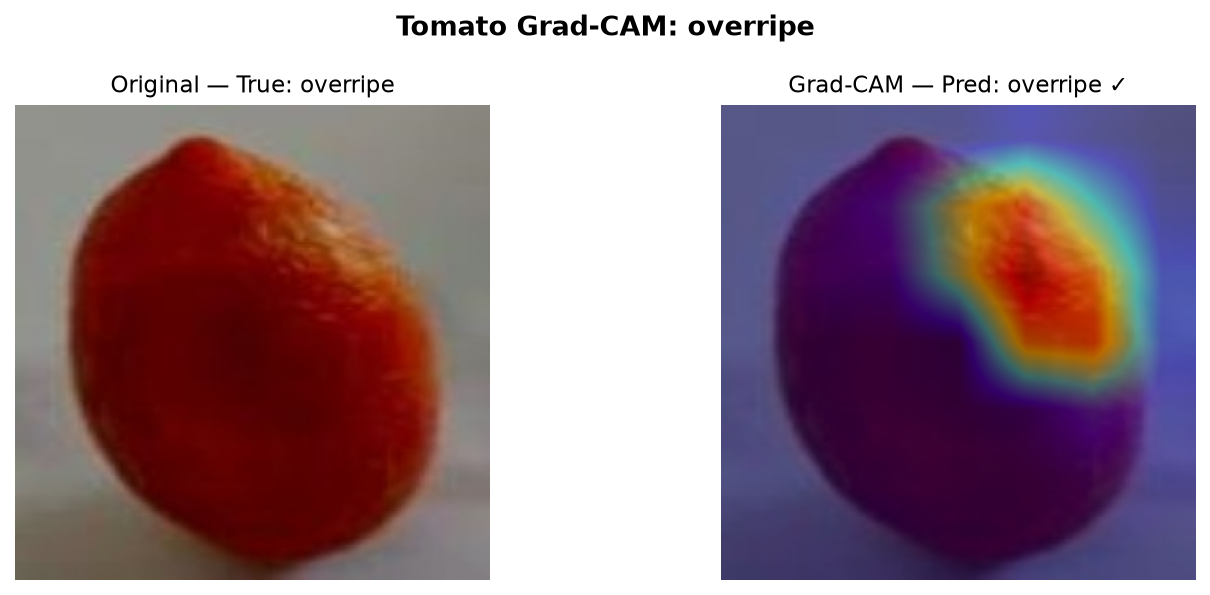 Tomato Grad-CAM: overripe
Original — True: overripe
Grad-CAM — Pred: overripe ✓